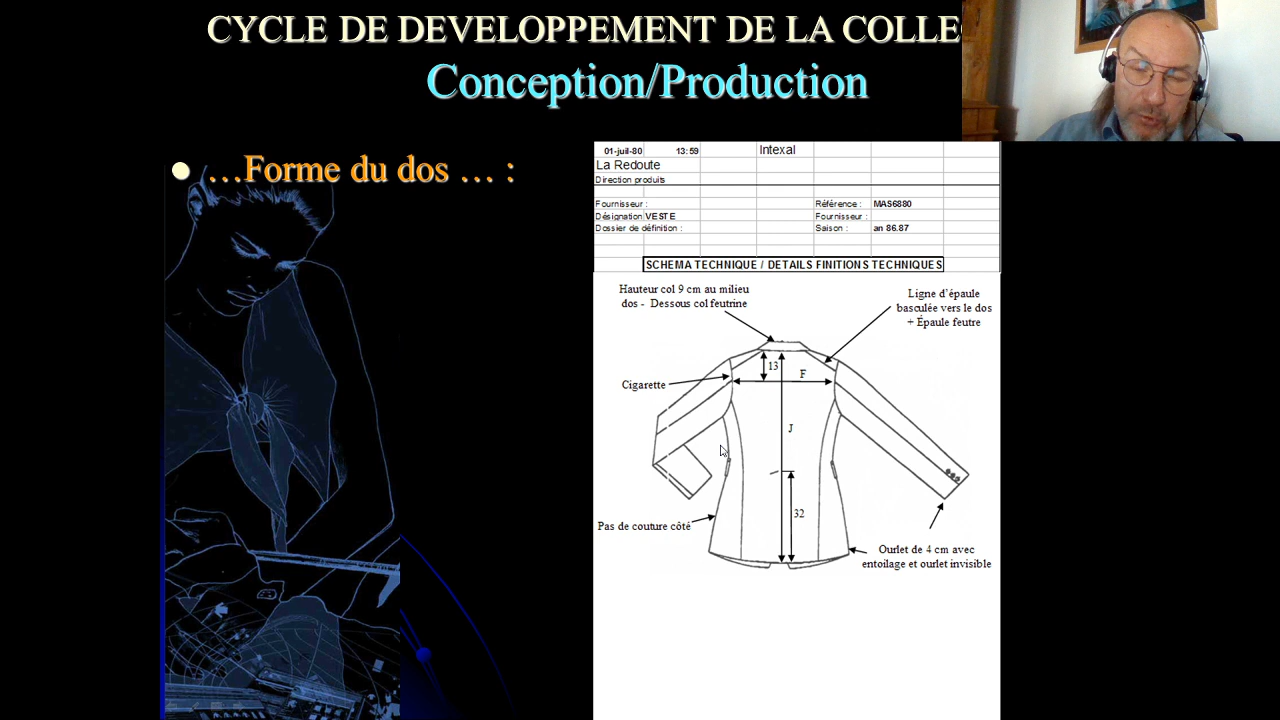 CYCLE DE DEVELOPPEMENT DE LA COLLE
Conception/Production
…Forme du dos … :
01-juil-80 13:59 Intexal
La Redoute
Direction produits
Fournisseur : Référence : MAS6880
Désignation VESTE Fournisseur :
Dossier de définition : Saison : an 86.87
SCHEMA TECHNIQUE / DETAILS FINITIONS TECHNIQUES
Hauteur col 9 cm au milieu
dos - Dessous col feutrine
Ligne d'épaule
basculée vers le dos
+ Épaule feutre
13
F
Cigarette
J
32
Pas de couture côté
Ourlet de 4 cm avec
entoilage et ourlet invisible